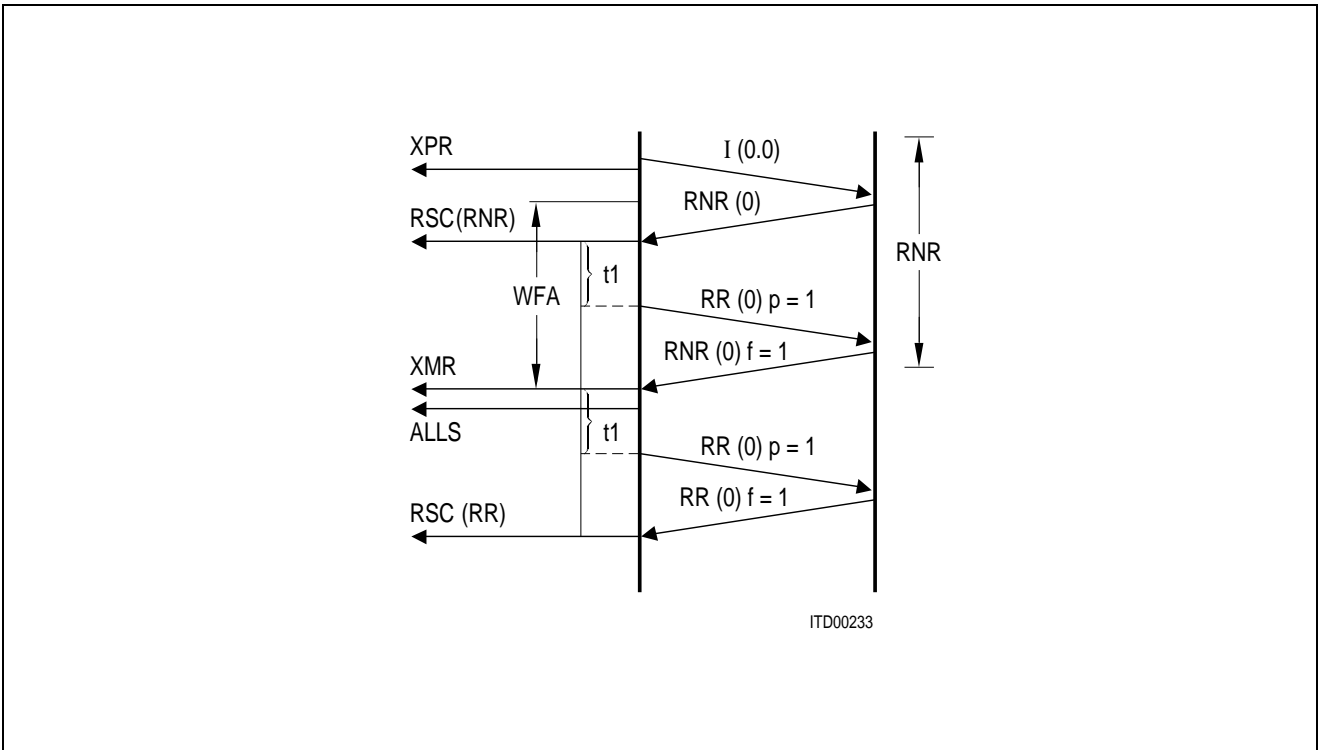 XPR
I (0.0)
RNR (0)
RSC(RNR)
RNR
t1
WFA
RR (0) p = 1
RNR (0) f = 1
XMR
ALLS
t1
RR (0) p = 1
RR (0) f = 1
RSC (RR)
ITD00233